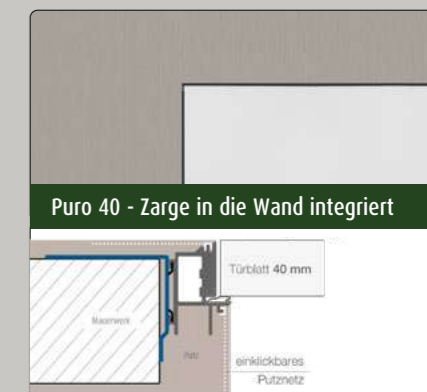 Puro 40 - Zarge in die Wand integriert
Türblatt 40 mm
Mauerwerk
Putz
einklickbares
Putznetz